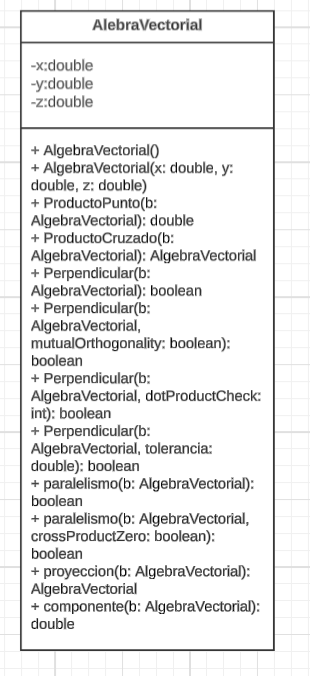 AlebraVectorial
-x:double
-y:double
-z:double
+ AlgebraVectorial()
+ AlgebraVectorial(x: double, y:
double, z: double)
+ ProductoPunto(b:
AlgebraVectorial): double
+ ProductoCruzado(b:
AlgebraVectorial): AlgebraVectorial
+ Perpendicular(b:
AlgebraVectorial): boolean
+ Perpendicular(b:
AlgebraVectorial,
mutualOrthogonality: boolean):
boolean
+ Perpendicular(b:
AlgebraVectorial, dotProductCheck:
int): boolean
+ Perpendicular(b:
AlgebraVectorial, tolerancia:
double): boolean
+ paralelismo(b: AlgebraVectorial):
boolean
+ paralelismo(b: AlgebraVectorial,
crossProductZero: boolean):
boolean
+ proyeccion(b: AlgebraVectorial):
AlgebraVectorial
+ componente(b: AlgebraVectorial):
double